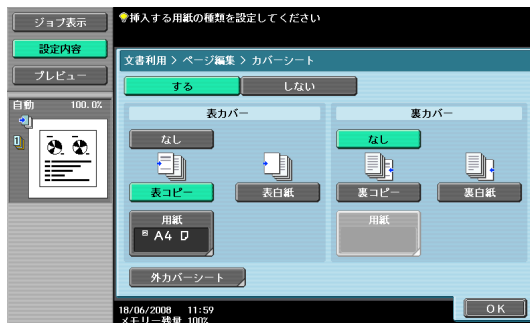 ジョブ表示
設定内容
プレビュー
自動 100.0%
1
挿入する用紙の種類を設定してください
文書利用 > ページ編集 > カバーシート
する しない
表カバー
なし
表コピー 表白紙
用紙
A4
裏カバー
なし
裏コピー 裏白紙
用紙
外カバーシート
18/06/2008 11:59
メモリー残量 100%
OK